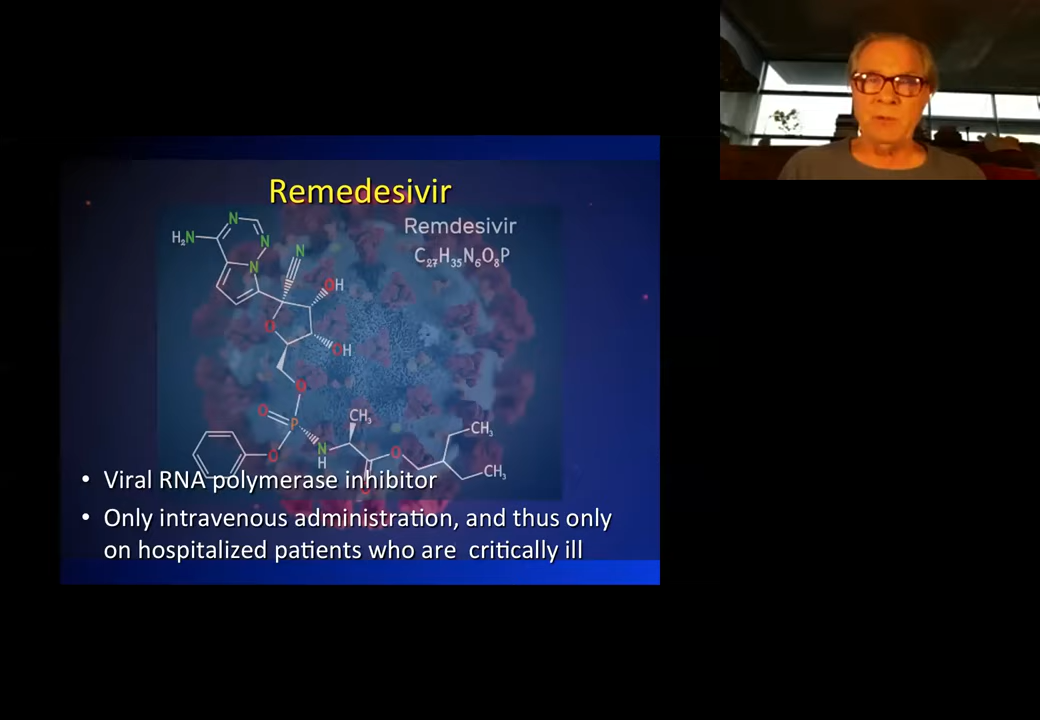 Remedesivir
Remdesivir
C₂₇H₃₅N₆O₈P
N
H₂N
N
N
N
OH
O
OH
O
O
CH₃
P
CH₃
O
N
H
O
CH₃
O
• Viral RNA polymerase inhibitor
• Only intravenous administration, and thus only
on hospitalized patients who are critically ill